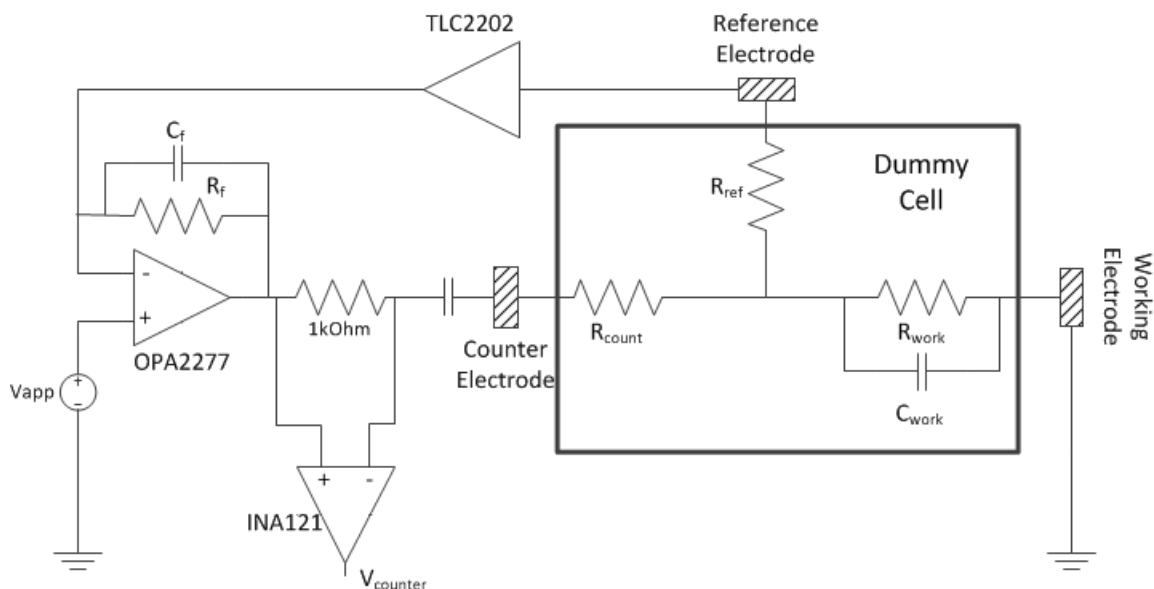 TLC2202
Reference
Electrode
Cf
Rf
Rref
Dummy
Cell
-
+
OPA2277
1kOhm
Counter
Electrode
Rcount
Rwork
Cwork
Working
Electrode
Vapp
+
-
+ -
INA121
Vcounter